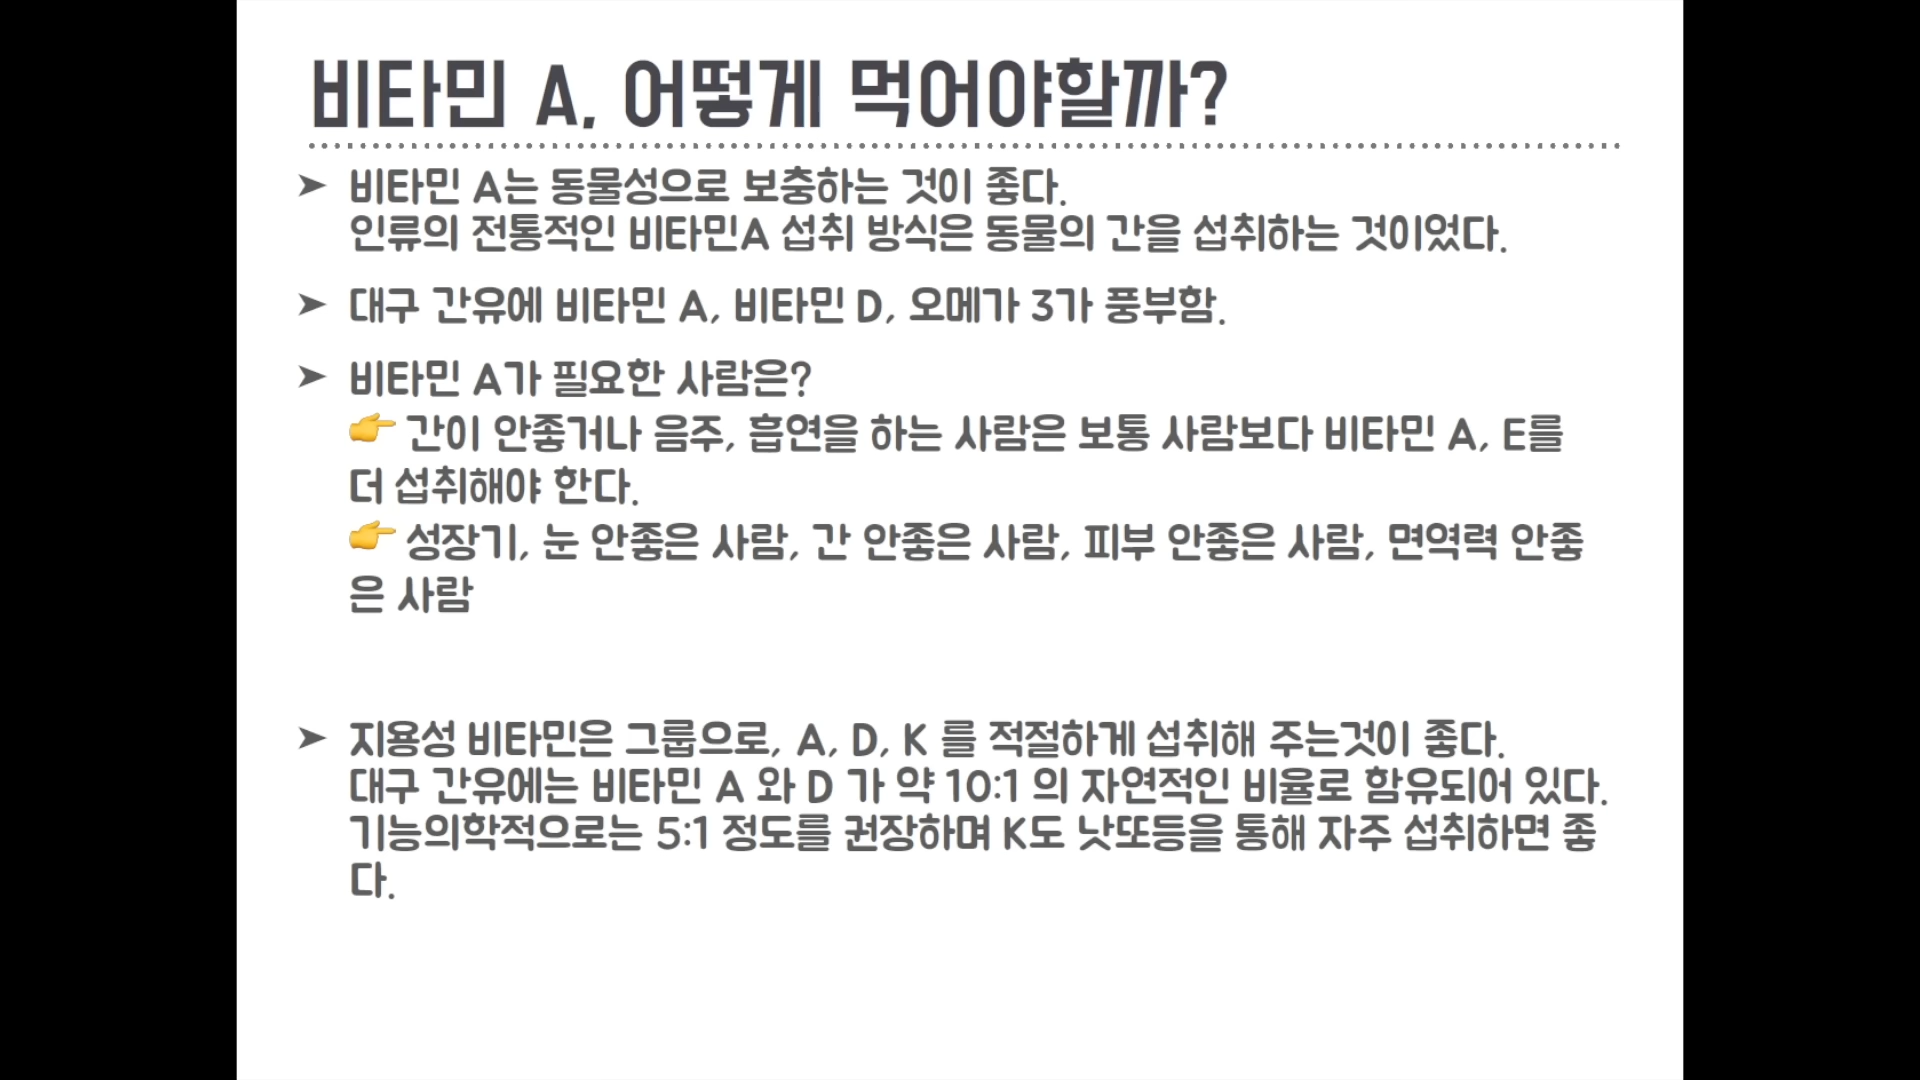 비타민 A, 어떻게 먹어야할까?
➤ 비타민 A는 동물성으로 보충하는 것이 좋다.
인류의 전통적인 비타민A 섭취 방식은 동물의 간을 섭취하는 것이었다.
➤ 대구 간유에 비타민 A, 비타민 D, 오메가 3가 풍부함.
➤ 비타민 A가 필요한 사람은?
👉 간이 안좋거나 음주, 흡연을 하는 사람은 보통 사람보다 비타민 A, E를
더 섭취해야 한다.
👉 성장기, 눈 안좋은 사람, 간 안좋은 사람, 피부 안좋은 사람, 면역력 안좋
은 사람
➤ 지용성 비타민은 그룹으로, A, D, K 를 적절하게 섭취해 주는것이 좋다.
대구 간유에는 비타민 A 와 D 가 약 10:1 의 자연적인 비율로 함유되어 있다.
기능의학적으로는 5:1 정도를 권장하며 K도 낫또등을 통해 자주 섭취하면 좋
다.